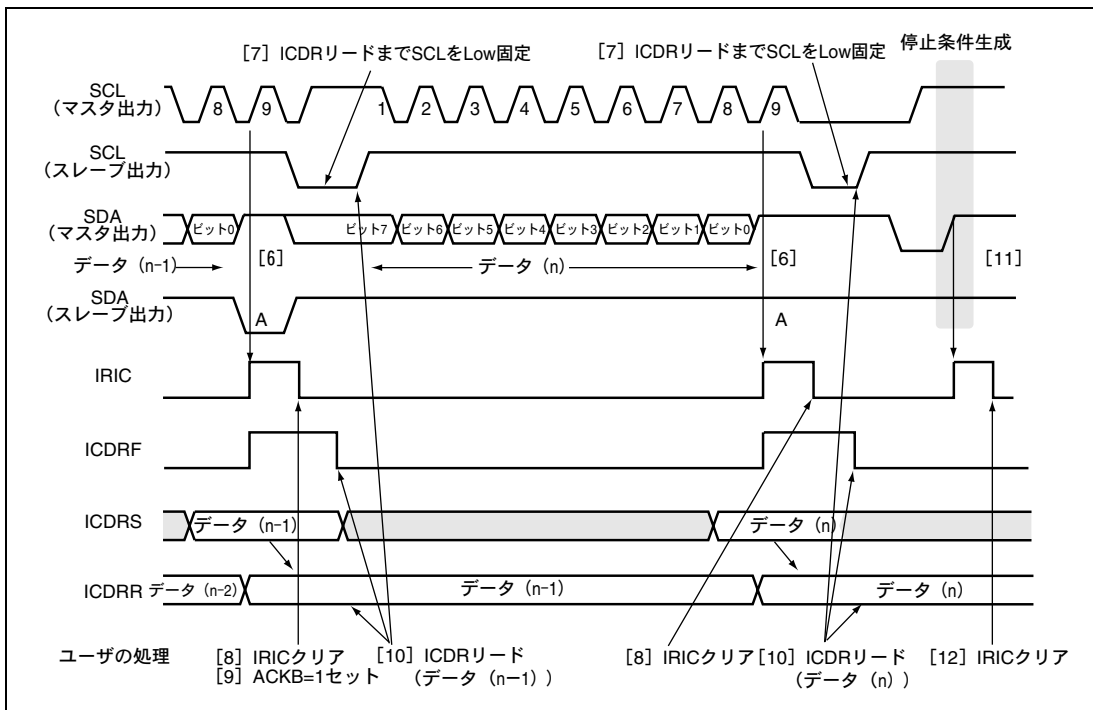 停止条件生成
[7] ICDRリードまでSCLをLow固定
[7] ICDRリードまでSCLをLow固定
SCL
(マスタ出力)
8 9 1 2 3 4 5 6 7 8 9
SCL
(スレーブ出力)
SDA
(マスタ出力)
ビット0 ビット7 ビット6 ビット5 ビット4 ビット3 ビット2 ビット1 ビット0
データ (n-1) [6] データ (n) [6] [11]
SDA
(スレーブ出力)
A A
IRIC
ICDRF
ICDRS データ (n-1) データ (n)
ICDRR データ (n-2) データ (n-1) データ (n)
ユーザの処理
[8] IRICクリア
[9] ACKB=1セット
[10] ICDRリード
(データ (n-1) )
[8] IRICクリア
[10] ICDRリード
(データ (n) )
[12] IRICクリア